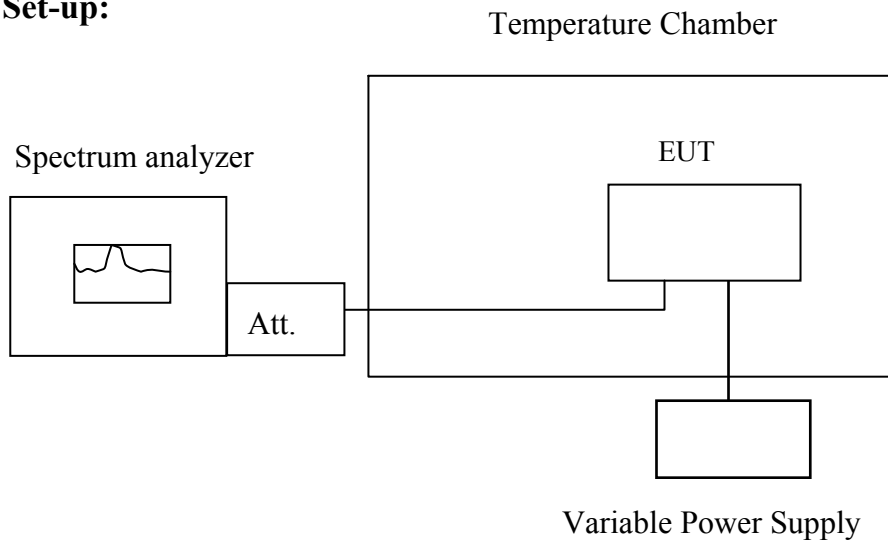 Set-up:
Temperature Chamber
Spectrum analyzer
EUT
Att.
Variable Power Supply